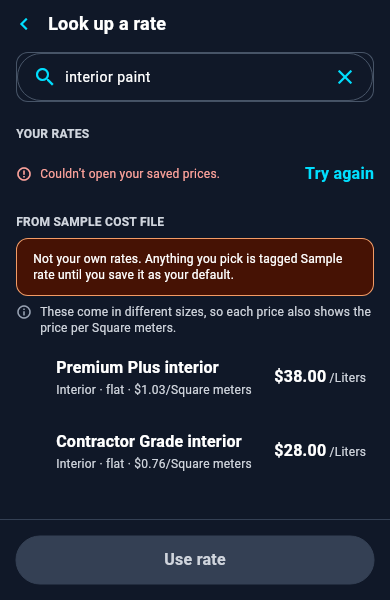 Look up a rate
interior paint
YOUR RATES
Couldn't open your saved prices.
Try again
FROM SAMPLE COST FILE
Not your own rates. Anything you pick is tagged Sample
rate until you save it as your default.
These come in different sizes, so each price also shows the
price per Square meters.
Premium Plus interior
$38.00 /Liters
Interior · flat · $1.03/Square meters
Contractor Grade interior
$28.00 /Liters
Interior · flat · $0.76/Square meters
Use rate